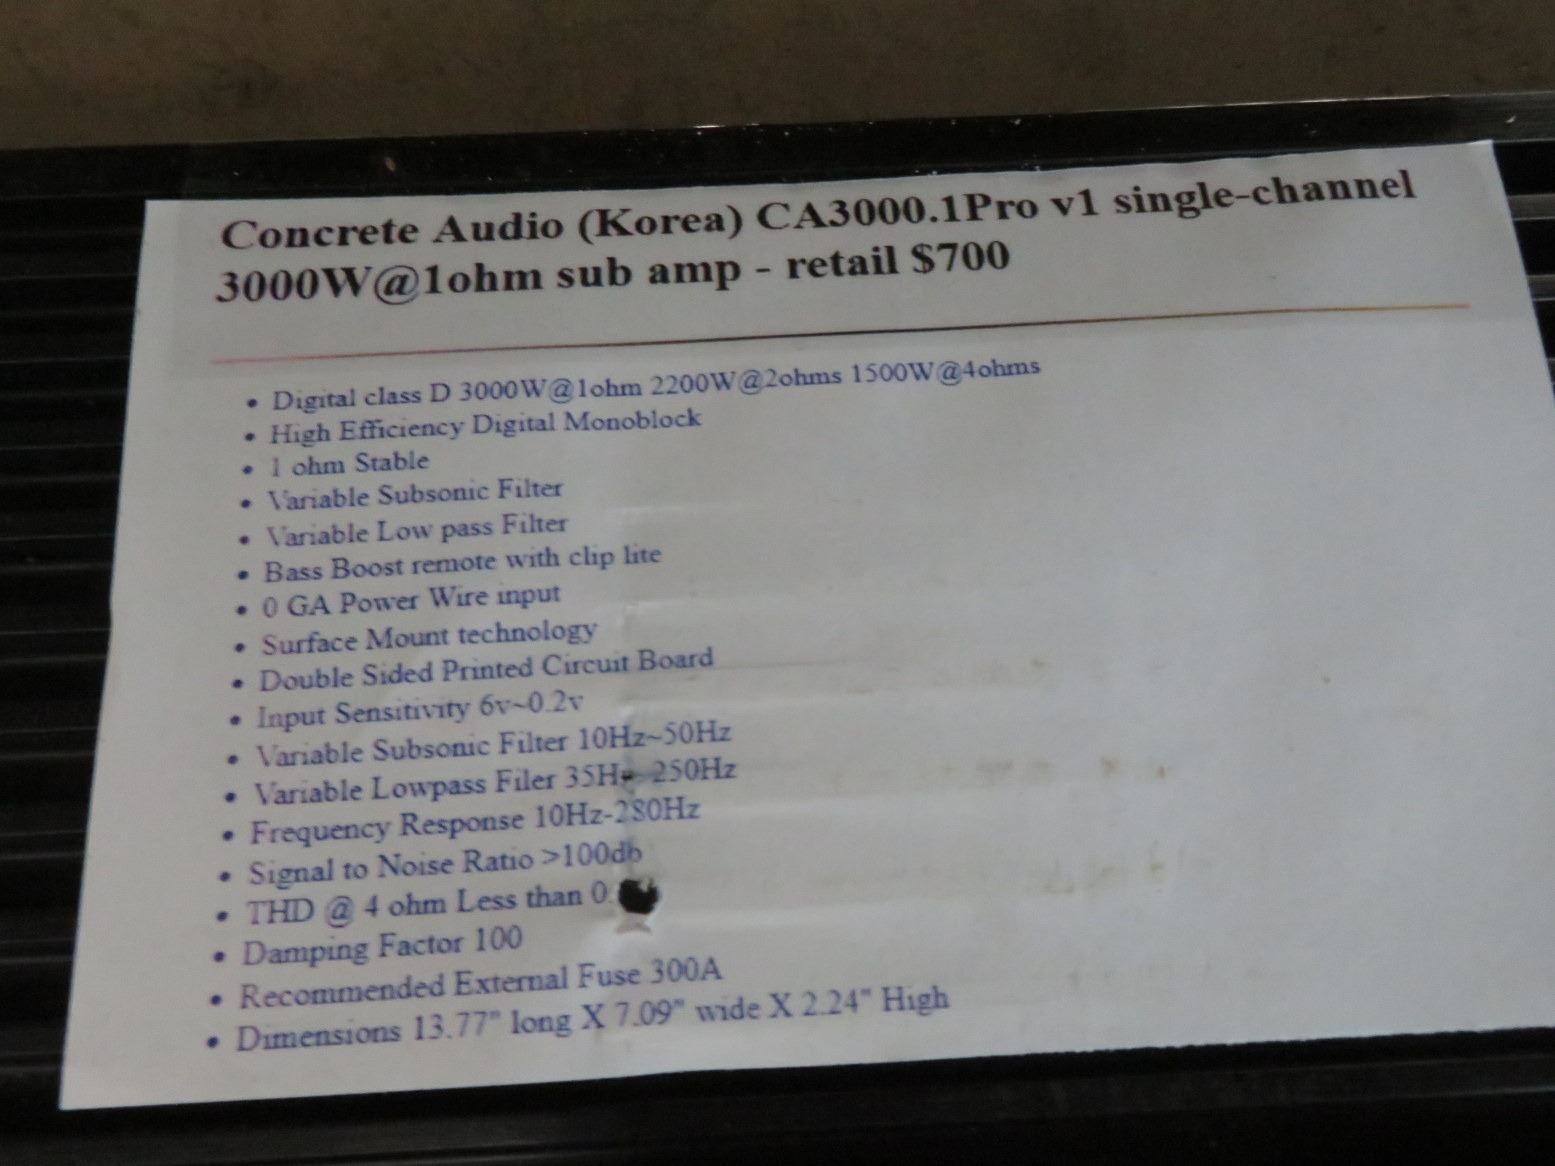 Concrete Audio (Korea) CA3000.1Pro v1 single-channel
3000W@1ohm sub amp - retail $700
• Digital class D 3000W@1ohm 2200W@2ohms 1500W@4ohms
• High Efficiency Digital Monoblock
• 1 ohm Stable
• Variable Subsonic Filter
• Variable Low pass Filter
• Bass Boost remote with clip lite
• 0 GA Power Wire input
• Surface Mount technology
• Double Sided Printed Circuit Board
• Input Sensitivity 6v~0.2v
• Variable Subsonic Filter 10Hz~50Hz
• Variable Lowpass Filer 35Hz~250Hz
• Frequency Response 10Hz-280Hz
• Signal to Noise Ratio >100db
• THD @ 4 ohm Less than
• Damping Factor 100
• Recommended External Fuse 300A
• Dimensions 13.77" long X 7.09" wide X 2.24" High